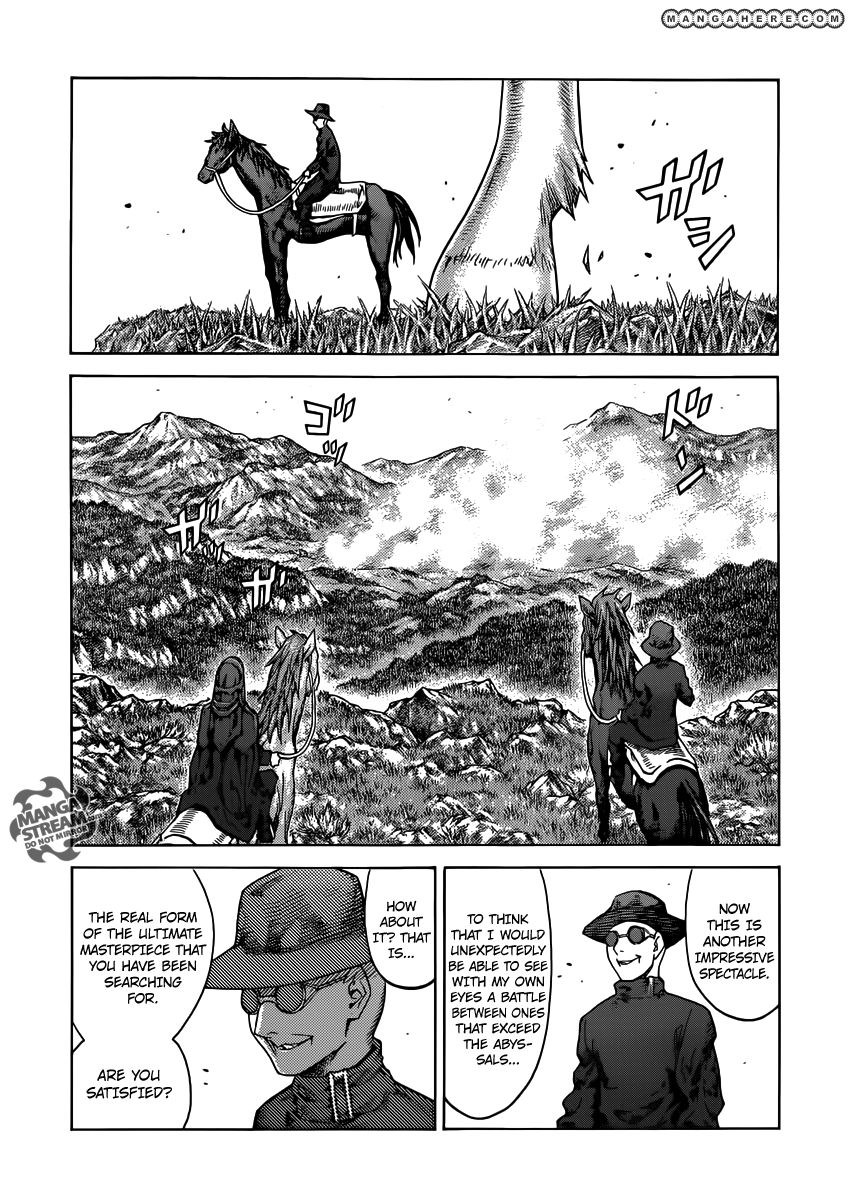 MANGAHERE.COM
ガガシ
ゴゴ
ドドン
ガガガ
ガガ
MANGA
STREAM
DO NOT MIRROR
NOW
THIS IS
ANOTHER
IMPRESSIVE
SPECTACLE.
TO THINK
THAT I WOULD
UNEXPECTEDLY
BE ABLE TO SEE
WITH MY OWN
EYES A BATTLE
BETWEEN ONES
THAT EXCEED
THE ABYS-
SALS...
HOW
ABOUT
IT? THAT
IS...
THE REAL FORM
OF THE ULTIMATE
MASTERPIECE THAT
YOU HAVE BEEN
SEARCHING
FOR.
ARE YOU
SATISFIED?